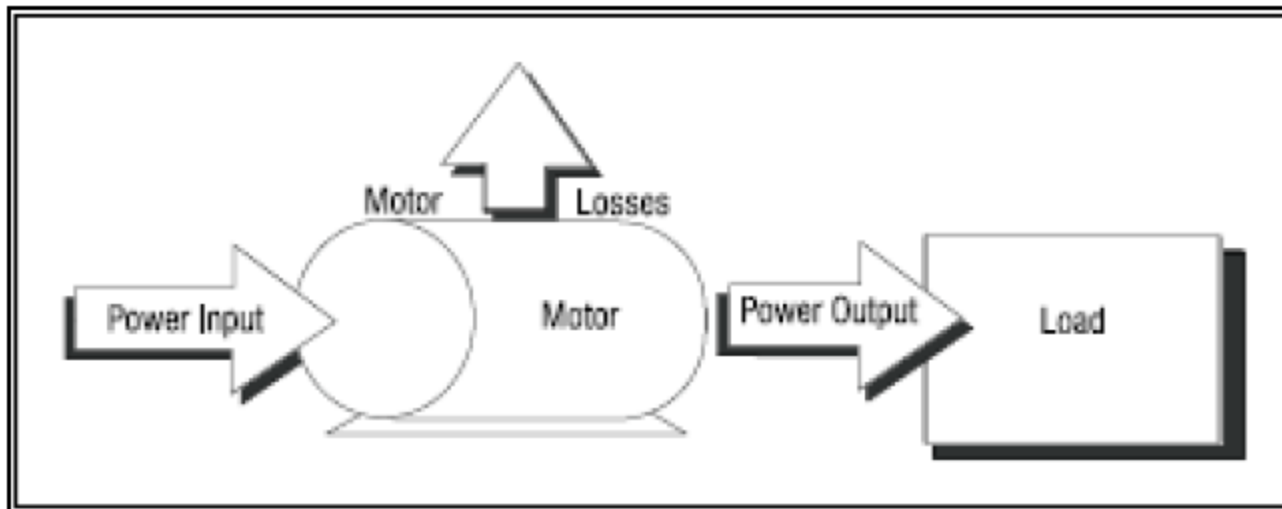 Motor Losses
Power Input
Motor
Power Output
Load